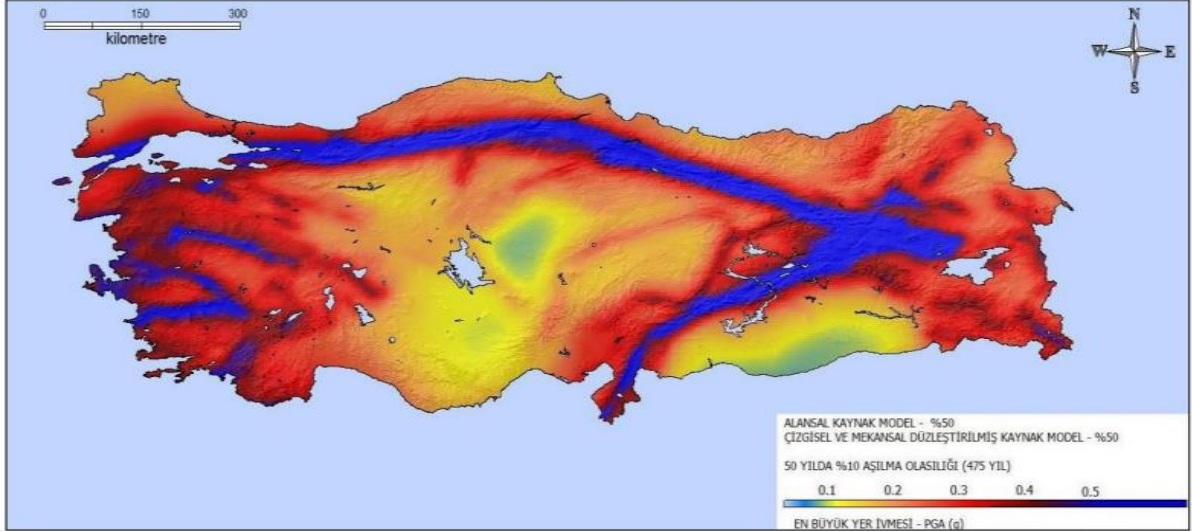 0 150 300
kilometre
N
W E
S
ALANSAL KAYNAK MODEL - %50
ÇİZGİSEL VE MEKANSAL DÜZLEŞTİRİLMİŞ KAYNAK MODEL - %50
50 YILDA %10 AŞILMA OLASILIĞI (475 YIL)
0.1 0.2 0.3 0.4 0.5
EN BÜYÜK YER İVMESİ - PGA (g)